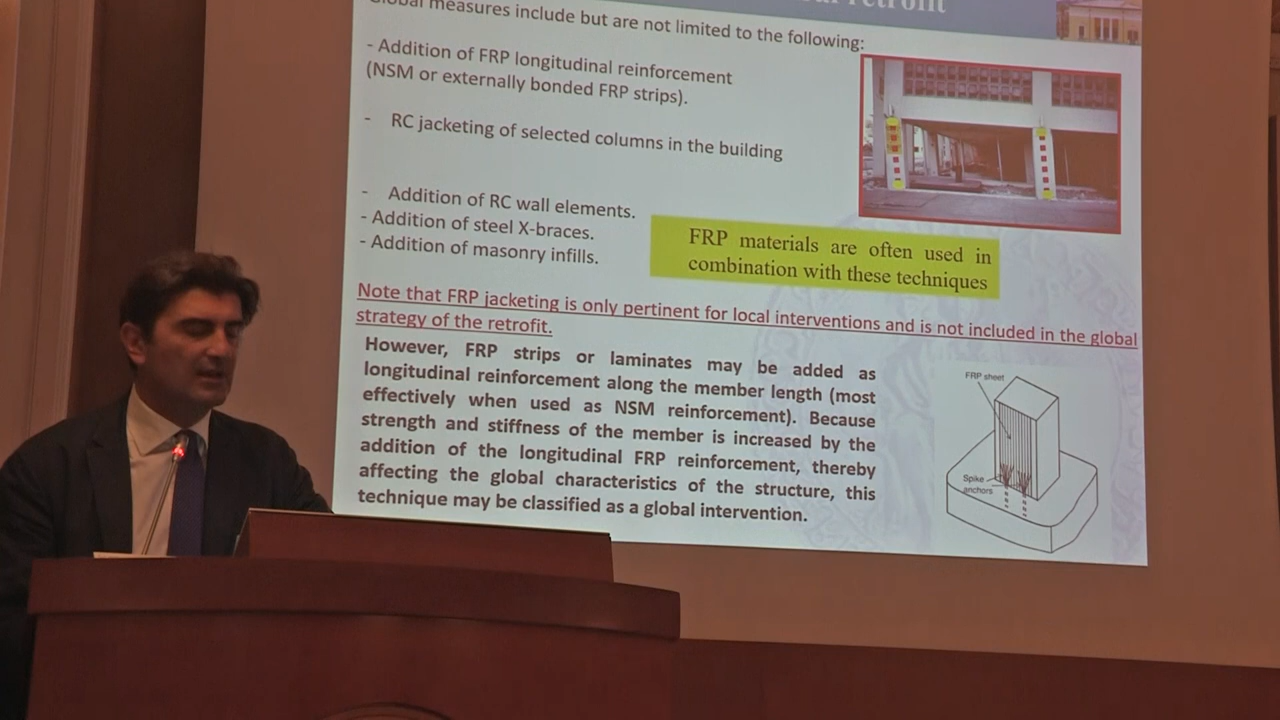 retrofit
Global measures include but are not limited to the following:
- Addition of FRP longitudinal reinforcement
(NSM or externally bonded FRP strips).
- RC jacketing of selected columns in the building
- Addition of RC wall elements.
- Addition of steel X-braces.
- Addition of masonry infills.
FRP materials are often used in
combination with these techniques
Note that FRP jacketing is only pertinent for local interventions and is not included in the global
strategy of the retrofit.
However, FRP strips or laminates may be added as
longitudinal reinforcement along the member length (most
effectively when used as NSM reinforcement). Because
strength and stiffness of the member is increased by the
addition of the longitudinal FRP reinforcement, thereby
affecting the global characteristics of the structure, this
technique may be classified as a global intervention.
FRP sheet
Spike
anchors